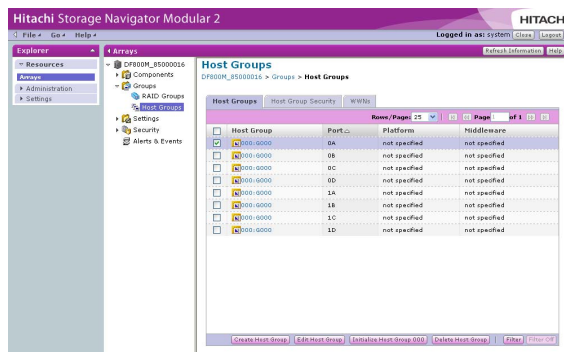 Hitachi Storage Navigator Modular 2
HITACH
File Go Help
Logged in as: system Close Logout
Explorer
Arrays
Refresh Information Help
Resources
Arrays
Administration
Settings
DF800M_85000016
Components
Groups
RAID Groups
Host Groups
Settings
Security
Alerts & Events
Host Groups
DF800M_85000016 > Groups > Host Groups
Host Groups Host Group Security WWNs
Rows/Page: 25 Page 1 of 1
Host Group Port Platform Middleware
000:G000 0A not specified not specified
000:G000 0B not specified not specified
000:G000 0C not specified not specified
000:G000 0D not specified not specified
000:G000 1A not specified not specified
000:G000 1B not specified not specified
000:G000 1C not specified not specified
000:G000 1D not specified not specified
Create Host Group Edit Host Group Initialize Host Group 000 Delete Host Group Filter Filter Off